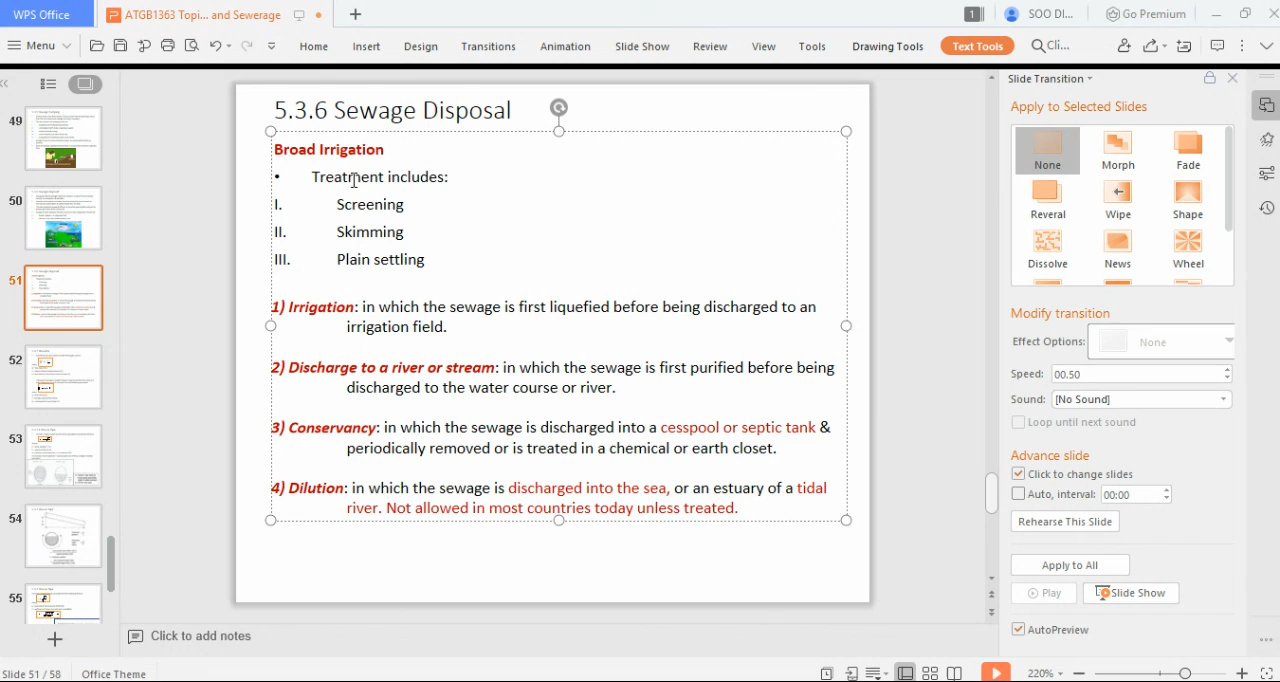 WPS Office
ATGB1363 Topi... and Sewerage
1
SOO DI...
Go Premium
Menu
Home
Insert
Design
Transitions
Animation
Slide Show
Review
View
Tools
Drawing Tools
Text Tools
Cli...
49
50
51
52
53
54
55
5.3.6 Sewage Disposal
Broad Irrigation
• Treatment includes:
I. Screening
II. Skimming
III. Plain settling
1) Irrigation: in which the sewage is first liquefied before being discharged to an
irrigation field.
2) Discharge to a river or stream: in which the sewage is first purified before being
discharged to the water course or river.
3) Conservancy: in which the sewage is discharged into a cesspool or septic tank &
periodically removed or is treated in a chemical or earth closet.
4) Dilution: in which the sewage is discharged into the sea, or an estuary of a tidal
river. Not allowed in most countries today unless treated.
Click to add notes
Slide Transition
Apply to Selected Slides
None
Morph
Fade
Reveral
Wipe
Shape
Dissolve
News
Wheel
Modify transition
Effect Options:
None
Speed: 00.50
Sound: [No Sound]
Loop until next sound
Advance slide
Click to change slides
Auto, interval: 00:00
Rehearse This Slide
Apply to All
Play
Slide Show
AutoPreview
Slide 51 / 58
Office Theme
220%